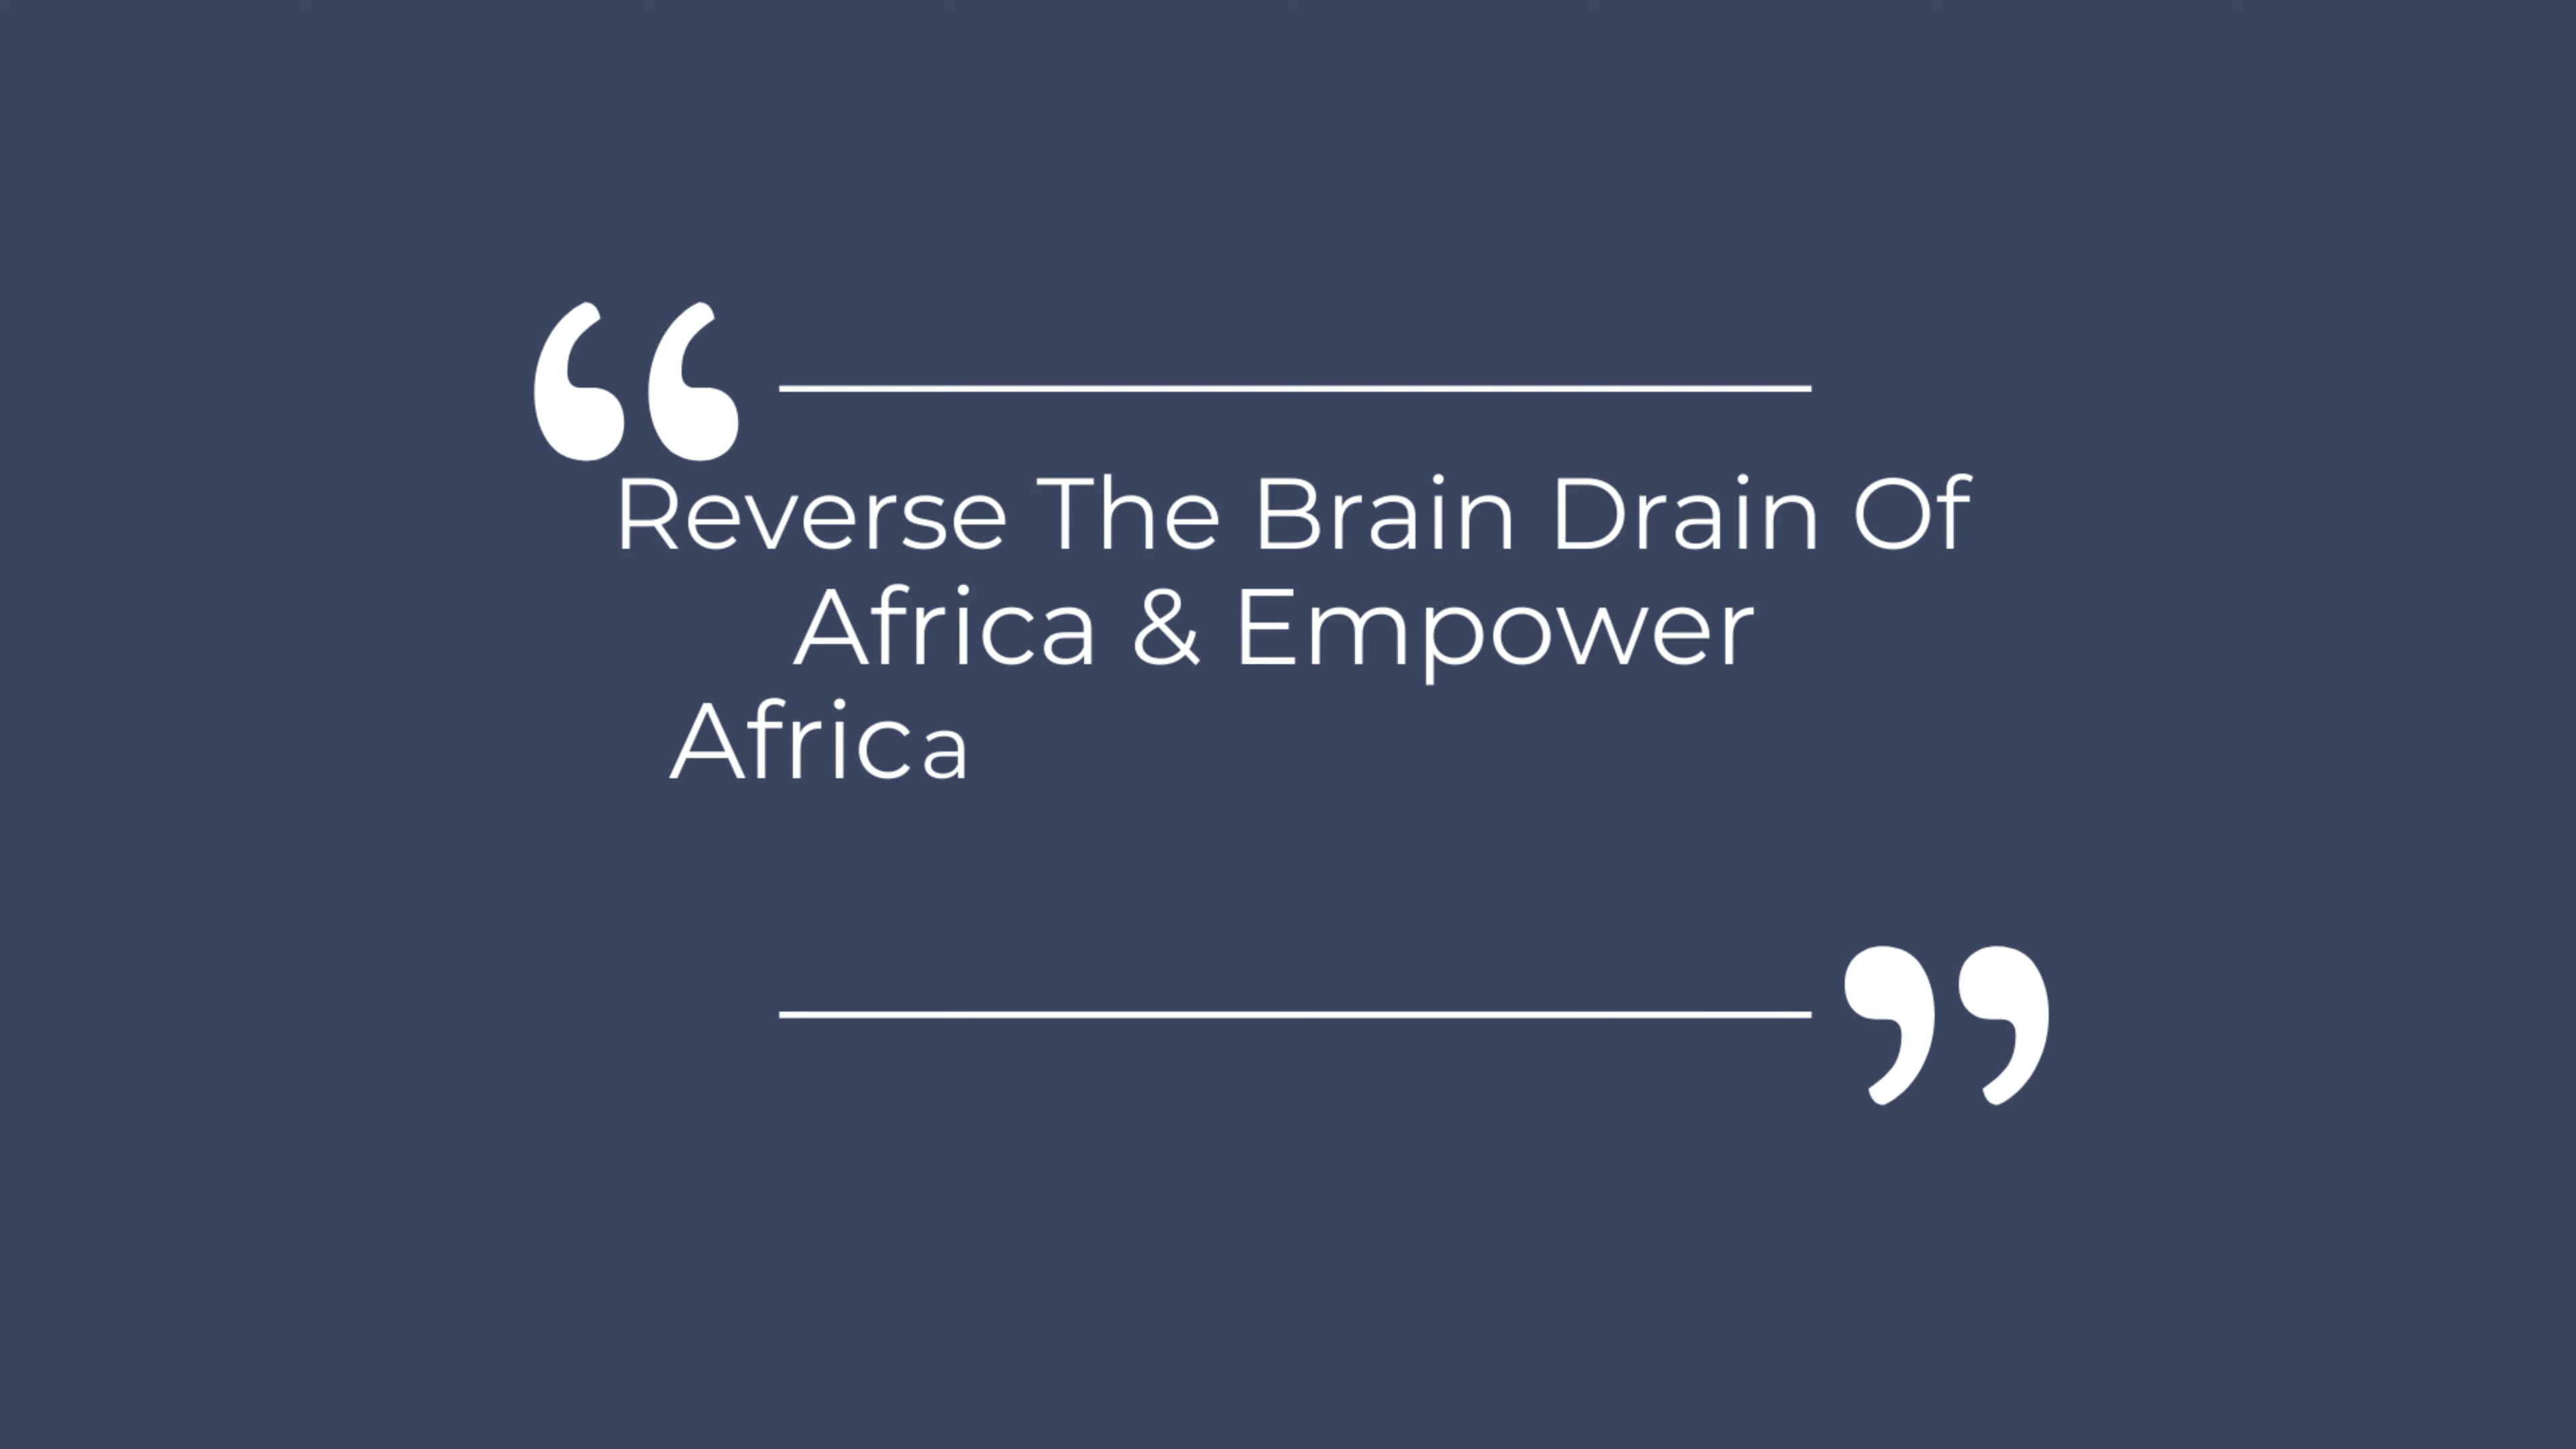 “
Reverse The Brain Drain Of
Africa & Empower
Africa
”